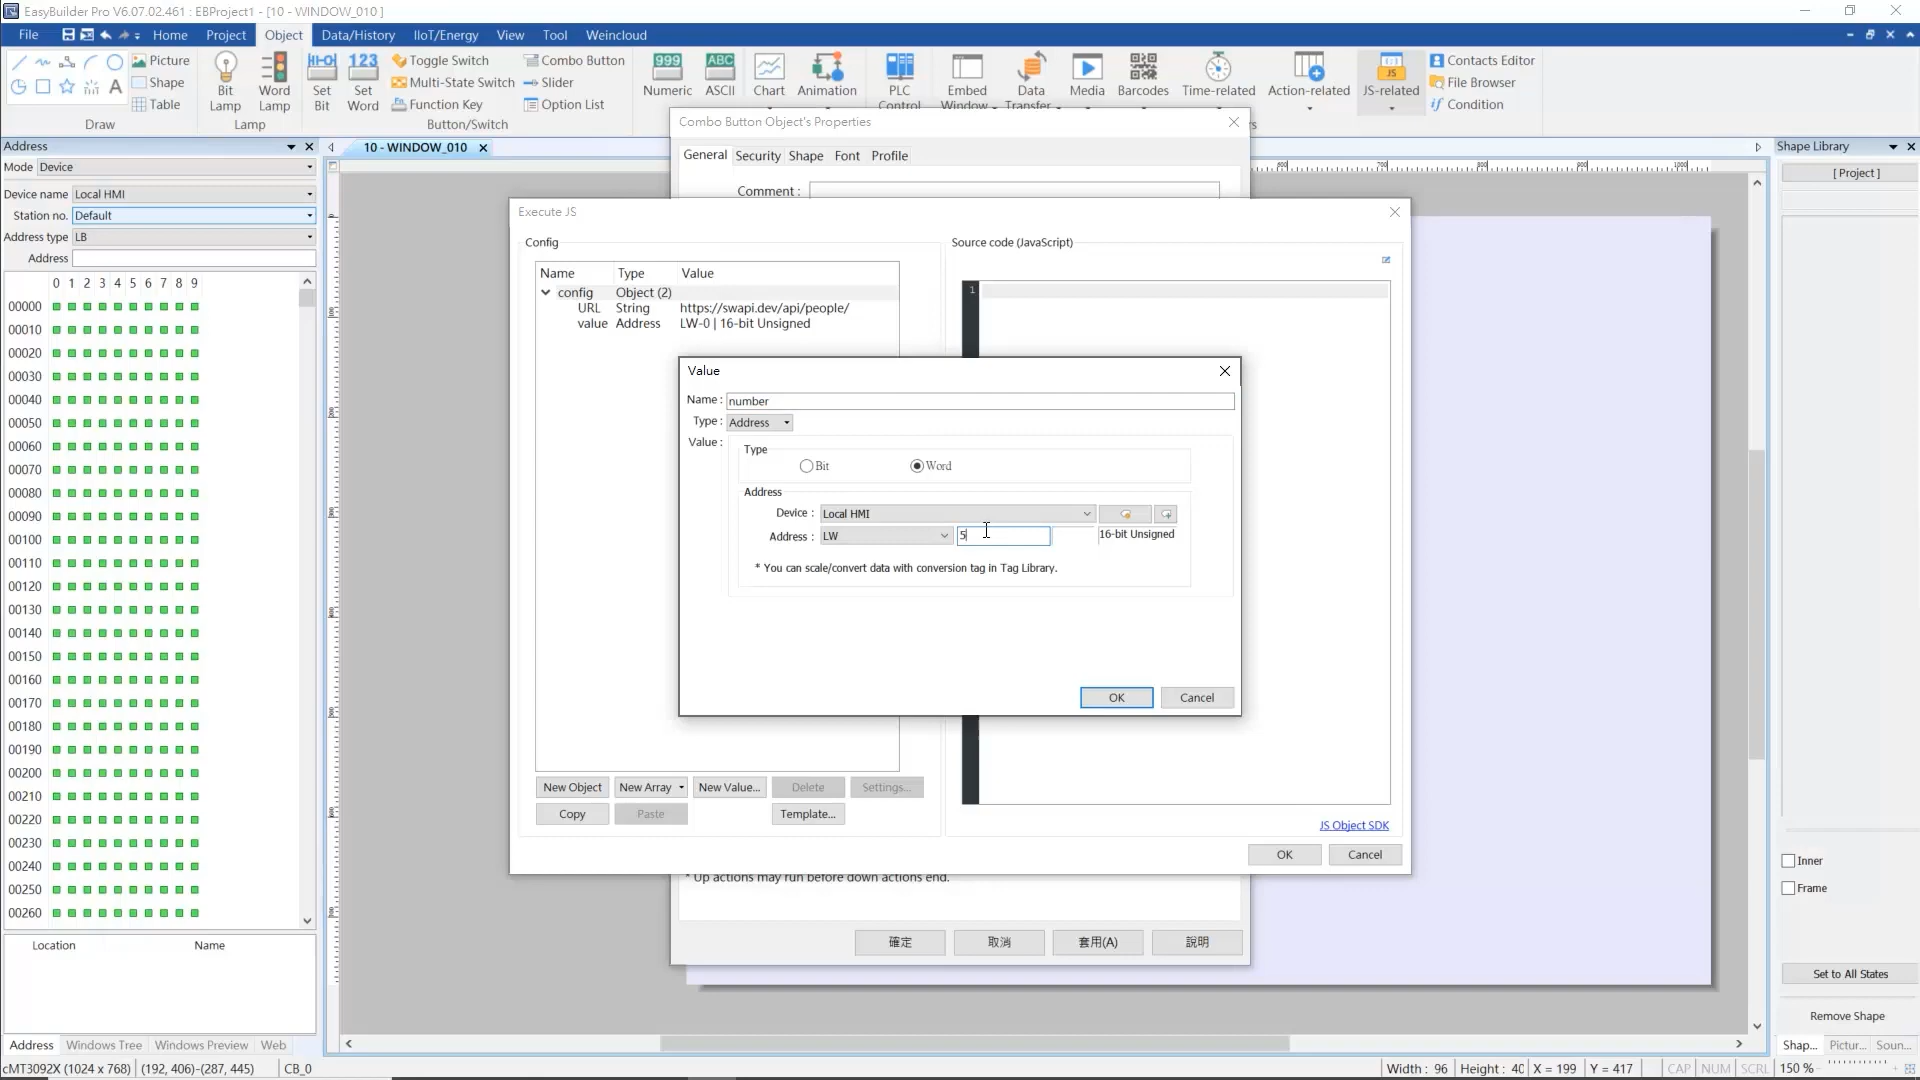 EasyBuilder Pro V6.07.02.461 : EBProject1 - [10 - WINDOW_010 ]
File Home Project Object Data/History IIoT/Energy View Tool Weincloud
Picture
Shape
Table
Draw
Bit Lamp
Word Lamp
Lamp
Set Bit
Set Word
Toggle Switch
Multi-State Switch
Function Key
Combo Button
Slider
Option List
Button/Switch
Numeric
ASCII
Chart
Animation
PLC Control
Embed Window
Data Transfer
Media
Barcodes
Time-related
Action-related
JS-related
Contacts Editor
File Browser
Condition
Address
Mode Device
Device name Local HMI
Station no. Default
Address type LB
Address
0 1 2 3 4 5 6 7 8 9
00000
00010
00020
00030
00040
00050
00060
00070
00080
00090
00100
00110
00120
00130
00140
00150
00160
00170
00180
00190
00200
00210
00220
00230
00240
00250
00260
Location Name
Address Windows Tree Windows Preview Web
10 - WINDOW_010
Combo Button Object's Properties
General Security Shape Font Profile
Comment :
Execute JS
Config
Name Type Value
config Object (2)
URL String https://swapi.dev/api/people/
value Address LW-0 | 16-bit Unsigned
Source code (JavaScript)
1
Value
Name : number
Type : Address
Value :
Type
Bit Word
Address
Device : Local HMI
Address : LW 5 16-bit Unsigned
* You can scale/convert data with conversion tag in Tag Library.
OK Cancel
New Object New Array New Value... Delete Settings...
Copy Paste Template...
JS Object SDK
OK Cancel
* Up actions may run before down actions end.
確定 取消 套用(A) 說明
Shape Library
[ Project ]
Inner
Frame
Set to All States
Remove Shape
Shap... Pictur... Soun...
cMT3092X (1024 x 768) (192, 406)-(287, 445) CB_0
Width : 96 Height : 40 X = 199 Y = 417 CAP NUM SCRL 150 %